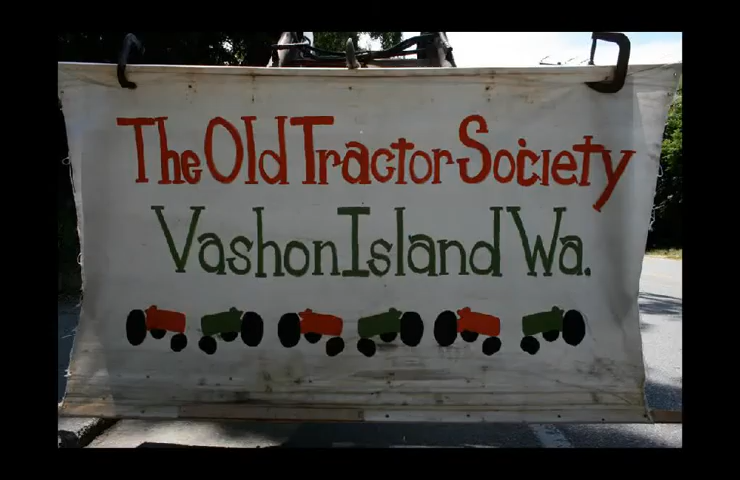 The Old Tractor Society
Vashon Island Wa.